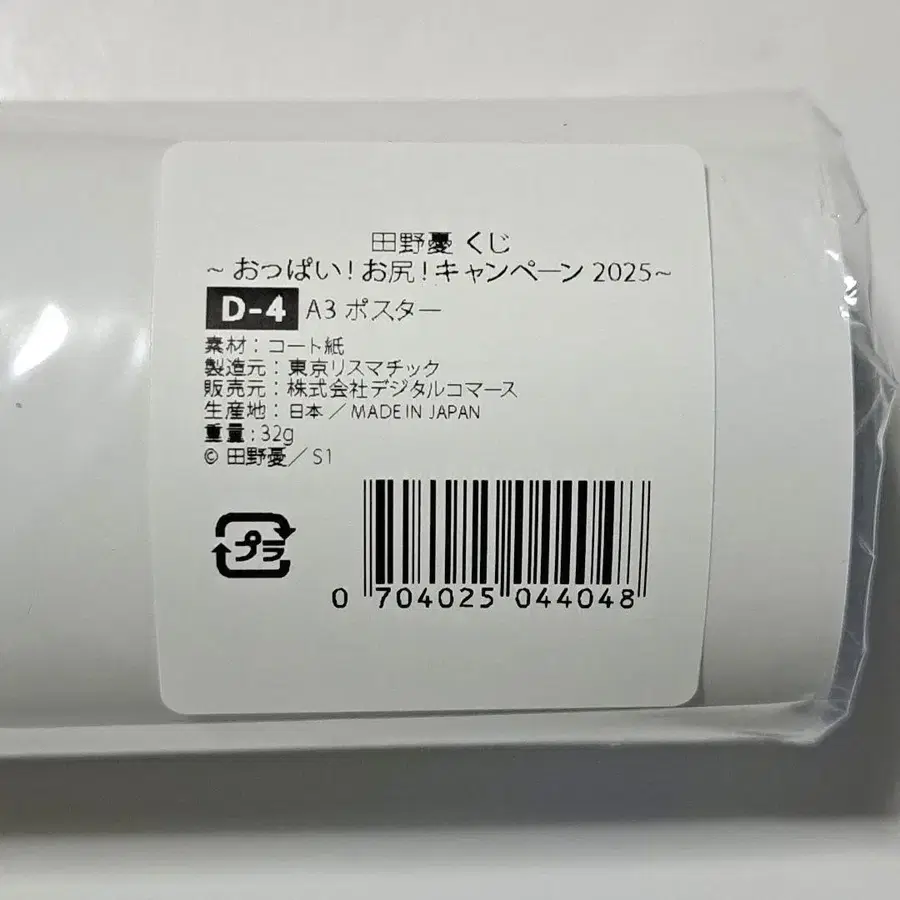 田野憂 くじ
～おっぱい！お尻！キャンペーン 2025～
D-4 A3 ポスター
素材：コート紙
製造元：東京リスマチック
販売元：株式会社デジタルコマース
生産地：日本／MADE IN JAPAN
重量：32g
© 田野憂／S1
プラ
0 704025 044048